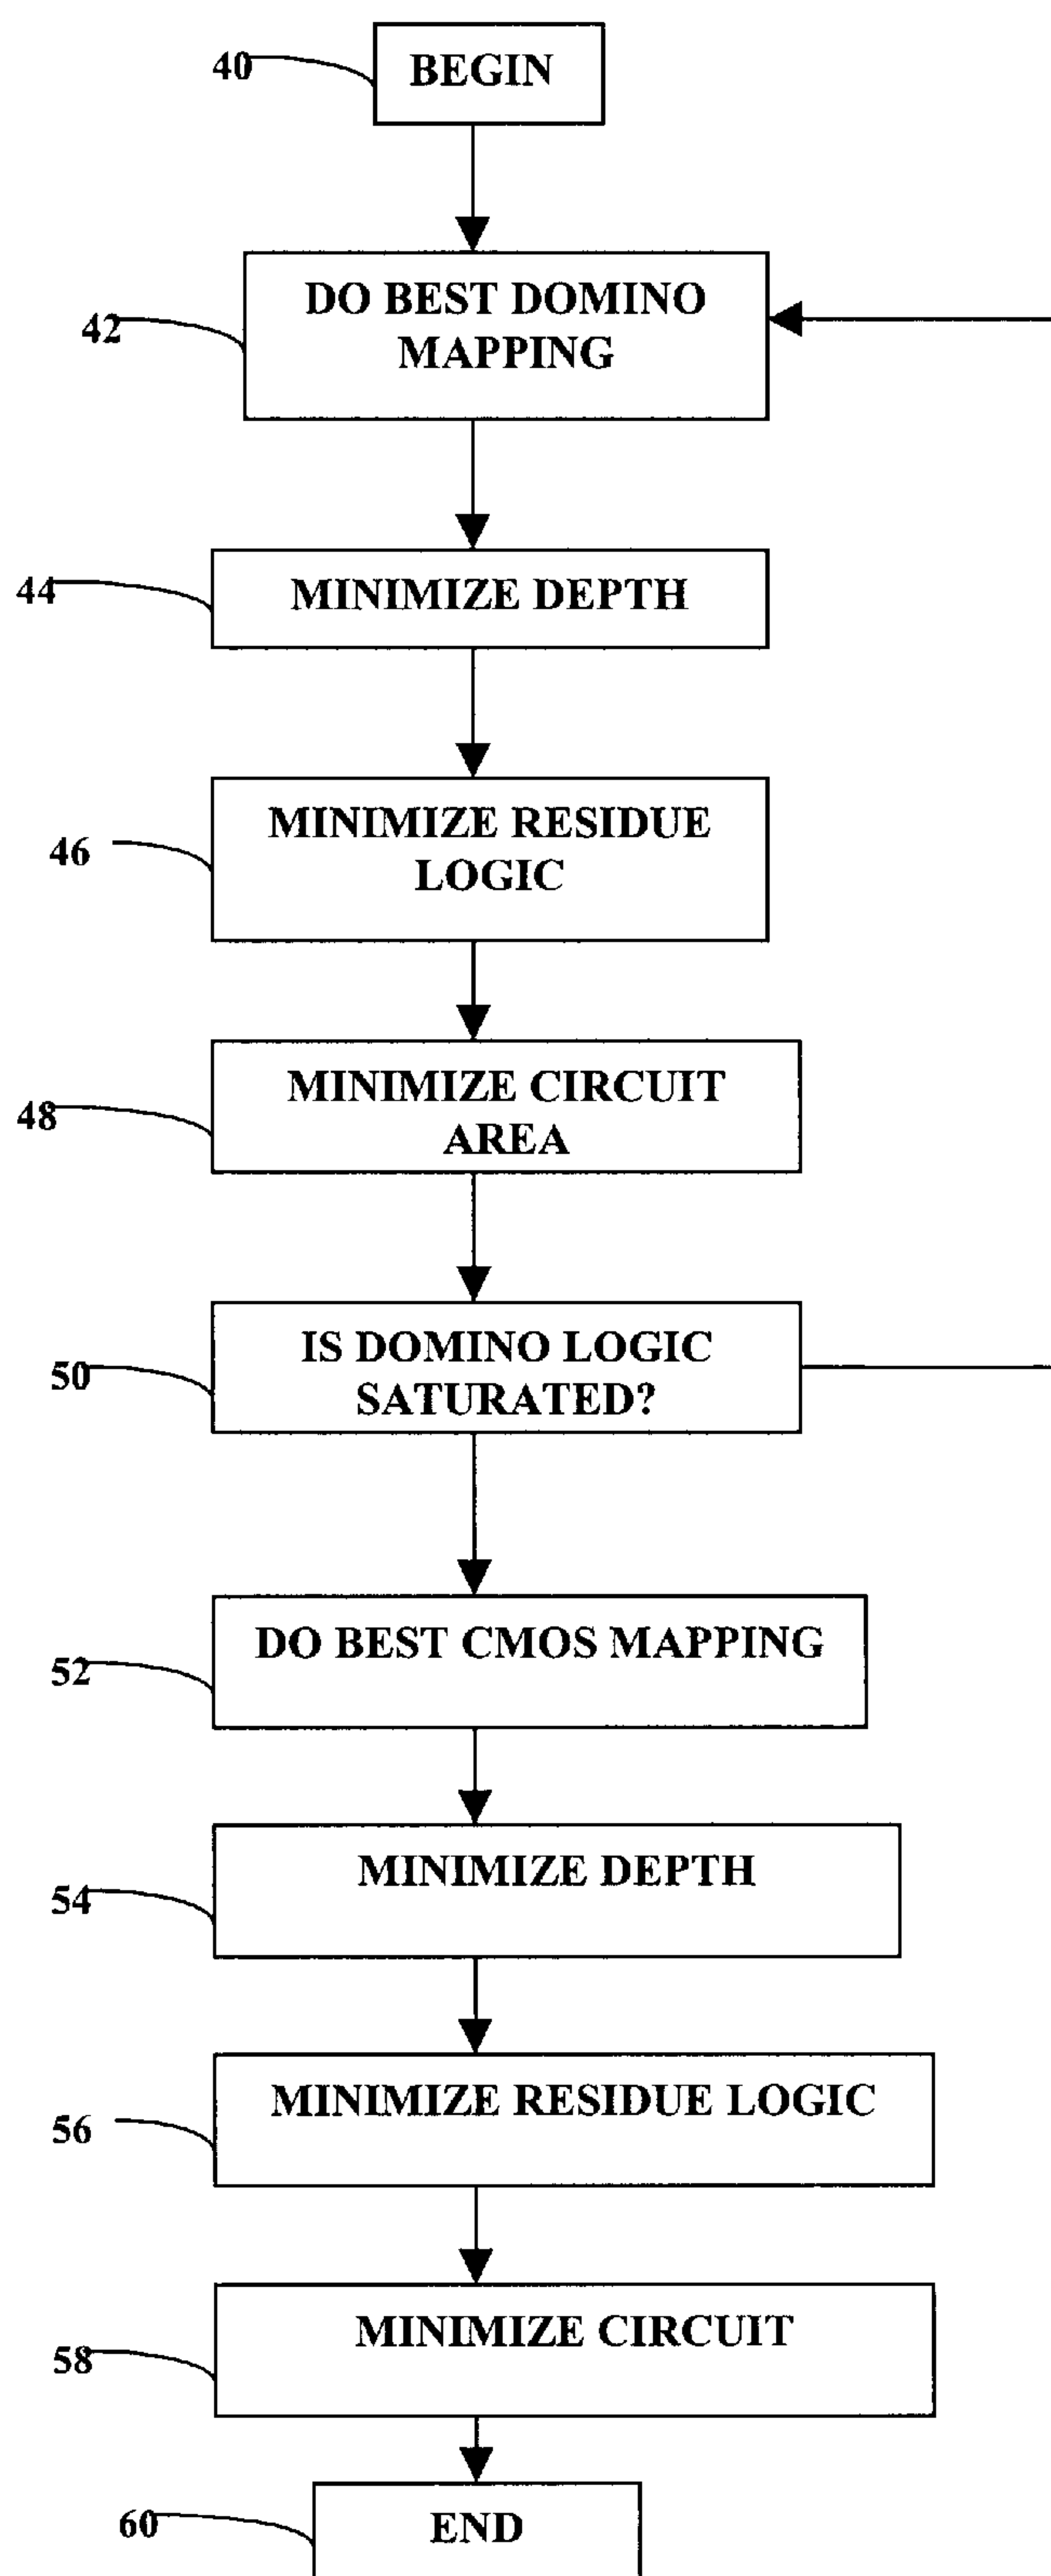 40
BEGIN
42
DO BEST DOMINO
MAPPING
44
MINIMIZE DEPTH
46
MINIMIZE RESIDUE
LOGIC
48
MINIMIZE CIRCUIT
AREA
50
IS DOMINO LOGIC
SATURATED?
52
DO BEST CMOS MAPPING
54
MINIMIZE DEPTH
56
MINIMIZE RESIDUE LOGIC
58
MINIMIZE CIRCUIT
60
END